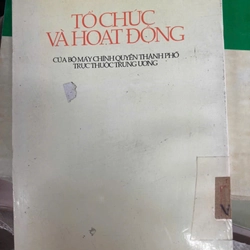 TỔ CHỨC
VÀ HOẠT ĐỘNG
CỦA BỘ MÁY CHÍNH QUYỀN THÀNH PHỐ
TRỰC THUỘC TRUNG ƯƠNG